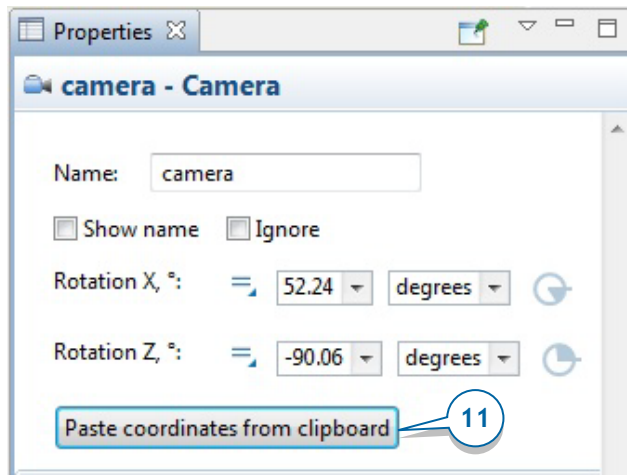 Properties
camera - Camera
Name: camera
Show name Ignore
Rotation X, °: 52.24 degrees
Rotation Z, °: -90.06 degrees
Paste coordinates from clipboard 11